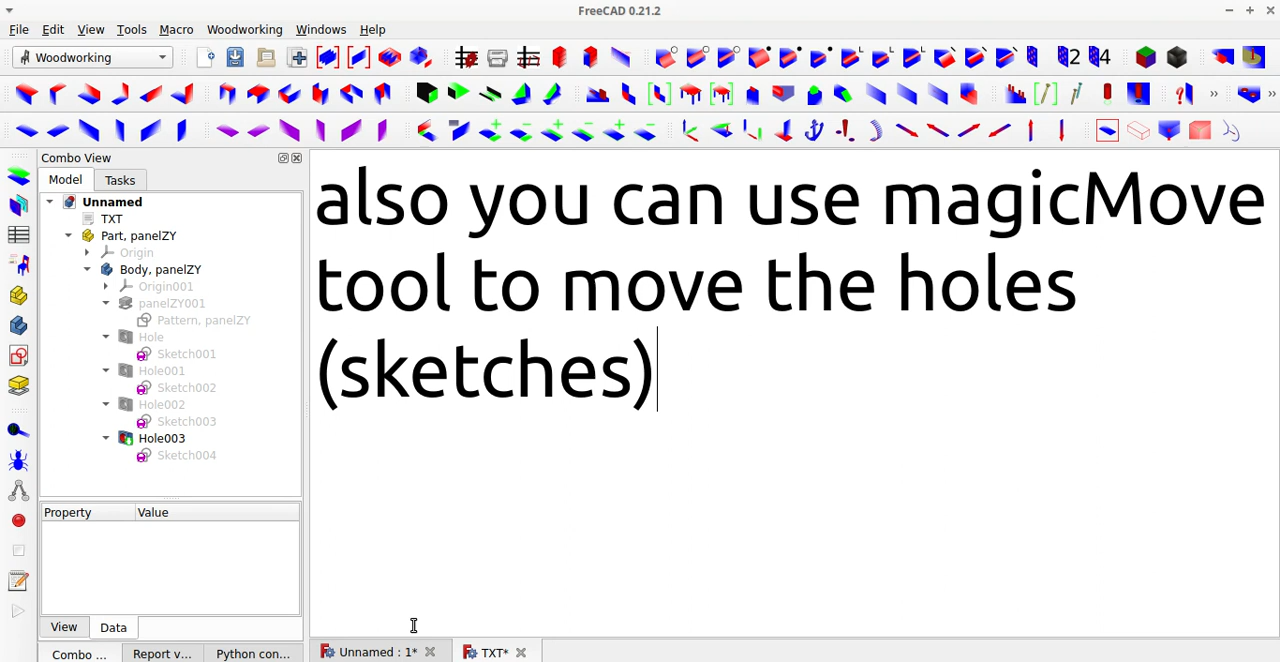 FreeCAD 0.21.2
File Edit View Tools Macro Woodworking Windows Help
Woodworking
2 4
Combo View
Model Tasks
Unnamed
TXT
Part, panelZY
Origin
Body, panelZY
Origin001
panelZY001
Pattern, panelZY
Hole
Sketch001
Hole001
Sketch002
Hole002
Sketch003
Hole003
Sketch004
Property Value
View Data
Combo ... Report v... Python con...
also you can use magicMove
tool to move the holes
(sketches)
Unnamed : 1* TXT*